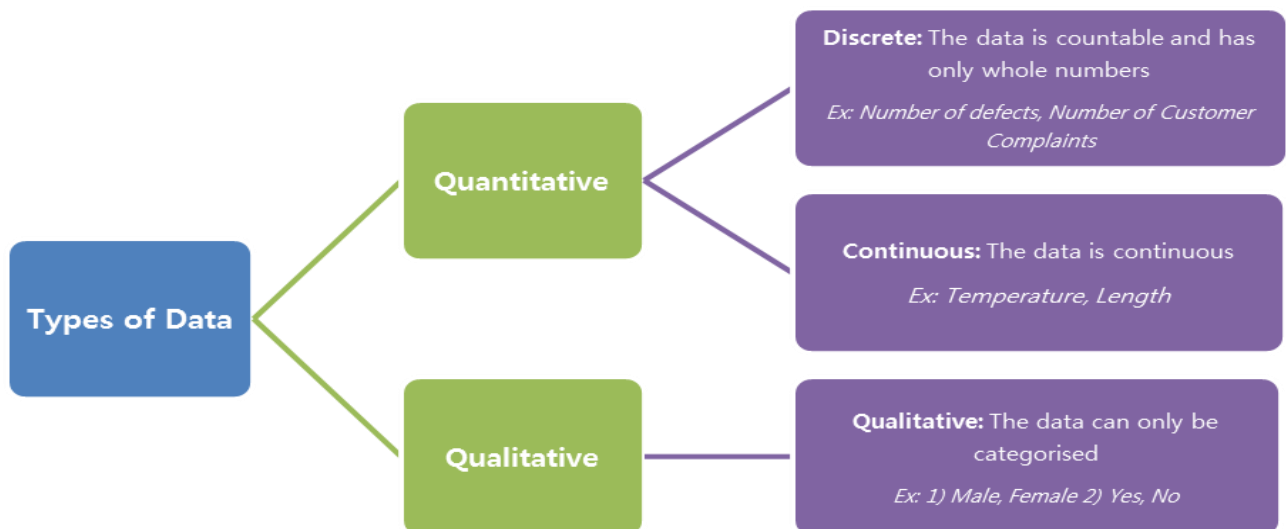 Types of Data
Quantitative
Qualitative
Discrete: The data is countable and has
only whole numbers
Ex: Number of defects, Number of Customer
Complaints
Continuous: The data is continuous
Ex: Temperature, Length
Qualitative: The data can only be
categorised
Ex: 1) Male, Female 2) Yes, No